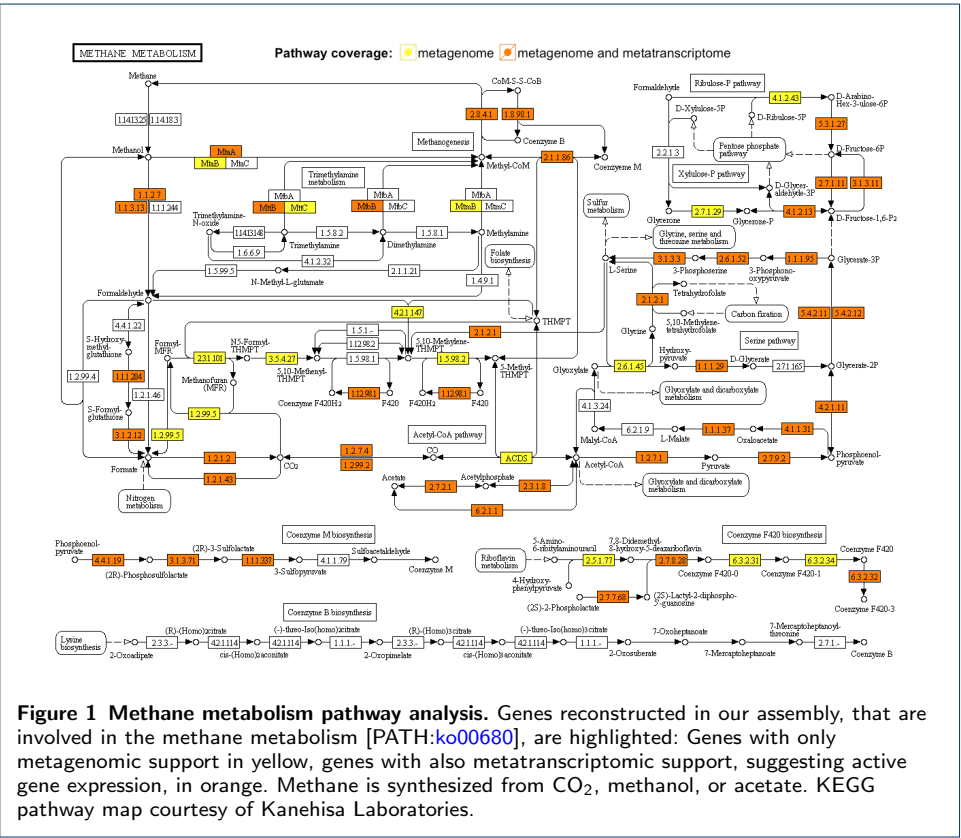 METHANE METABOLISM
Pathway coverage: metagenome metagenome and metatranscriptome
Methane
CoM-S-S-CoB
1.14.13.25 1.14.18.3
2.8.4.1
1.8.98.1
Coenzyme B
Methanogenesis
Methanol
MtaA
MtaB MtaC
Methyl-CoM
2.1.1.86
Coenzyme M
Trimethylamine
metabolism
1.1.2.7
1.1.3.13 1.1.1.244
MtbA
MttB MttC
MtbA
MtbB MtbC
MtbA
MtmB MtmC
Trimethylamine-
N-oxide
1.14.13.148
1.6.6.9
Trimethylamine
1.5.8.2
Dimethylamine
1.5.8.1
Methylamine
4.1.2.32
1.5.99.5
N-Methyl-L-glutamate
2.1.1.21
1.4.9.1
Folate
biosynthesis
Formaldehyde
4.4.1.22
S-Hydroxy-
methyl-
glutathione
1.2.99.4
1.1.1.284
1.2.1.46
S-Formyl-
glutathione
3.1.2.12
Formate
Nitrogen
metabolism
Formyl-
MFR
2.3.1.101
N5-Formyl-
THMPT
3.5.4.27
5,10-Methenyl-
THMPT
1.5.1.-
1.12.98.2
1.5.98.1
5,10-Methylene-
THMPT
4.2.1.147
THMPT
2.1.2.1
1.5.98.2
5-Methyl-
THMPT
Methanofuran
(MFR)
1.2.99.5
1.2.99.5
Coenzyme F420H2
1.12.98.1
F420
F420H2
1.12.98.1
F420
1.2.1.2
1.2.1.43
CO2
1.2.7.4
1.2.99.2
CO
Acetyl-CoA pathway
ACDS
Acetyl-CoA
Acetate
2.7.2.1
Acetylphosphate
2.3.1.8
6.2.1.1
Formaldehyde
Ribulose-P pathway
4.1.2.43
D-Arabino-
Hex-3-ulose-6P
D-Xylulose-5P
D-Ribulose-5P
5.3.1.27
2.2.1.3
Pentose phosphate
pathway
D-Fructose-6P
Xylulose-P pathway
D-Glycer-
aldehyde-3P
2.7.1.11
3.1.3.11
Glycerone
2.7.1.29
Glycerone-P
4.1.2.13
D-Fructose-1,6-P2
Sulfur
metabolism
Glycine, serine and
threonine metabolism
L-Serine
3.1.3.3
3-Phosphoserine
2.6.1.52
3-Phosphono-
oxypyruvate
1.1.1.95
Glycerate-3P
Tetrahydrofolate
2.1.2.1
Carbon fixation
5,10-Methylene-
tetrahydrofolate
5.4.2.11
5.4.2.12
Glycine
Serine pathway
Glyoxylate
2.6.1.45
Hydroxy-
pyruvate
1.1.1.29
D-Glycerate
2.7.1.165
Glycerate-2P
Glyoxylate and dicarboxylate
metabolism
4.1.3.24
4.2.1.11
Malyl-CoA
6.2.1.9
L-Malate
1.1.1.37
Oxaloacetate
4.1.1.31
1.2.7.1
Pyruvate
2.7.9.2
Phosphoenol-
pyruvate
Glyoxylate and dicarboxylate
metabolism
Coenzyme M biosynthesis
Phosphoenol-
pyruvate
4.4.1.19
(2R)-Phosphosulfolactate
3.1.3.71
(2R)-3-Sulfolactate
1.1.1.337
3-Sulfopyruvate
4.1.1.79
Sulfoacetaldehyde
Coenzyme M
Coenzyme F420 biosynthesis
Riboflavin
metabolism
5-Amino-
6-ribitylaminouracil
4-Hydroxy-
phenylpyruvate
2.5.1.77
7,8-Didemethyl-
8-hydroxy-5-deazariboflavin
2.7.8.28
Coenzyme F420-0
6.3.2.31
Coenzyme F420-1
6.3.2.34
Coenzyme F420
6.3.2.32
Coenzyme F420-3
(2S)-2-Phospholactate
2.7.7.68
(2S)-Lactyl-2-diphospho-
5'-guanosine
Coenzyme B biosynthesis
Lysine
biosynthesis
2-Oxoadipate
2.3.3.-
(R)-(Homo)2citrate
4.2.1.114
cis-(Homo)2aconitate
4.2.1.114
(-)-threo-Iso(homo)2citrate
1.1.1.-
2-Oxopimelate
2.3.3.-
(R)-(Homo)3citrate
4.2.1.114
cis-(Homo)3aconitate
4.2.1.114
(-)-threo-Iso(homo)3citrate
1.1.1.-
2-Oxosuberate
7-Oxoheptanoate
7-Mercaptoheptanoate
7-Mercaptoheptanoyl-
threonine
2.7.1.-
Coenzyme B
Figure 1 Methane metabolism pathway analysis. Genes reconstructed in our assembly, that are
involved in the methane metabolism [PATH:ko00680], are highlighted: Genes with only
metagenomic support in yellow, genes with also metatranscriptomic support, suggesting active
gene expression, in orange. Methane is synthesized from CO2, methanol, or acetate. KEGG
pathway map courtesy of Kanehisa Laboratories.